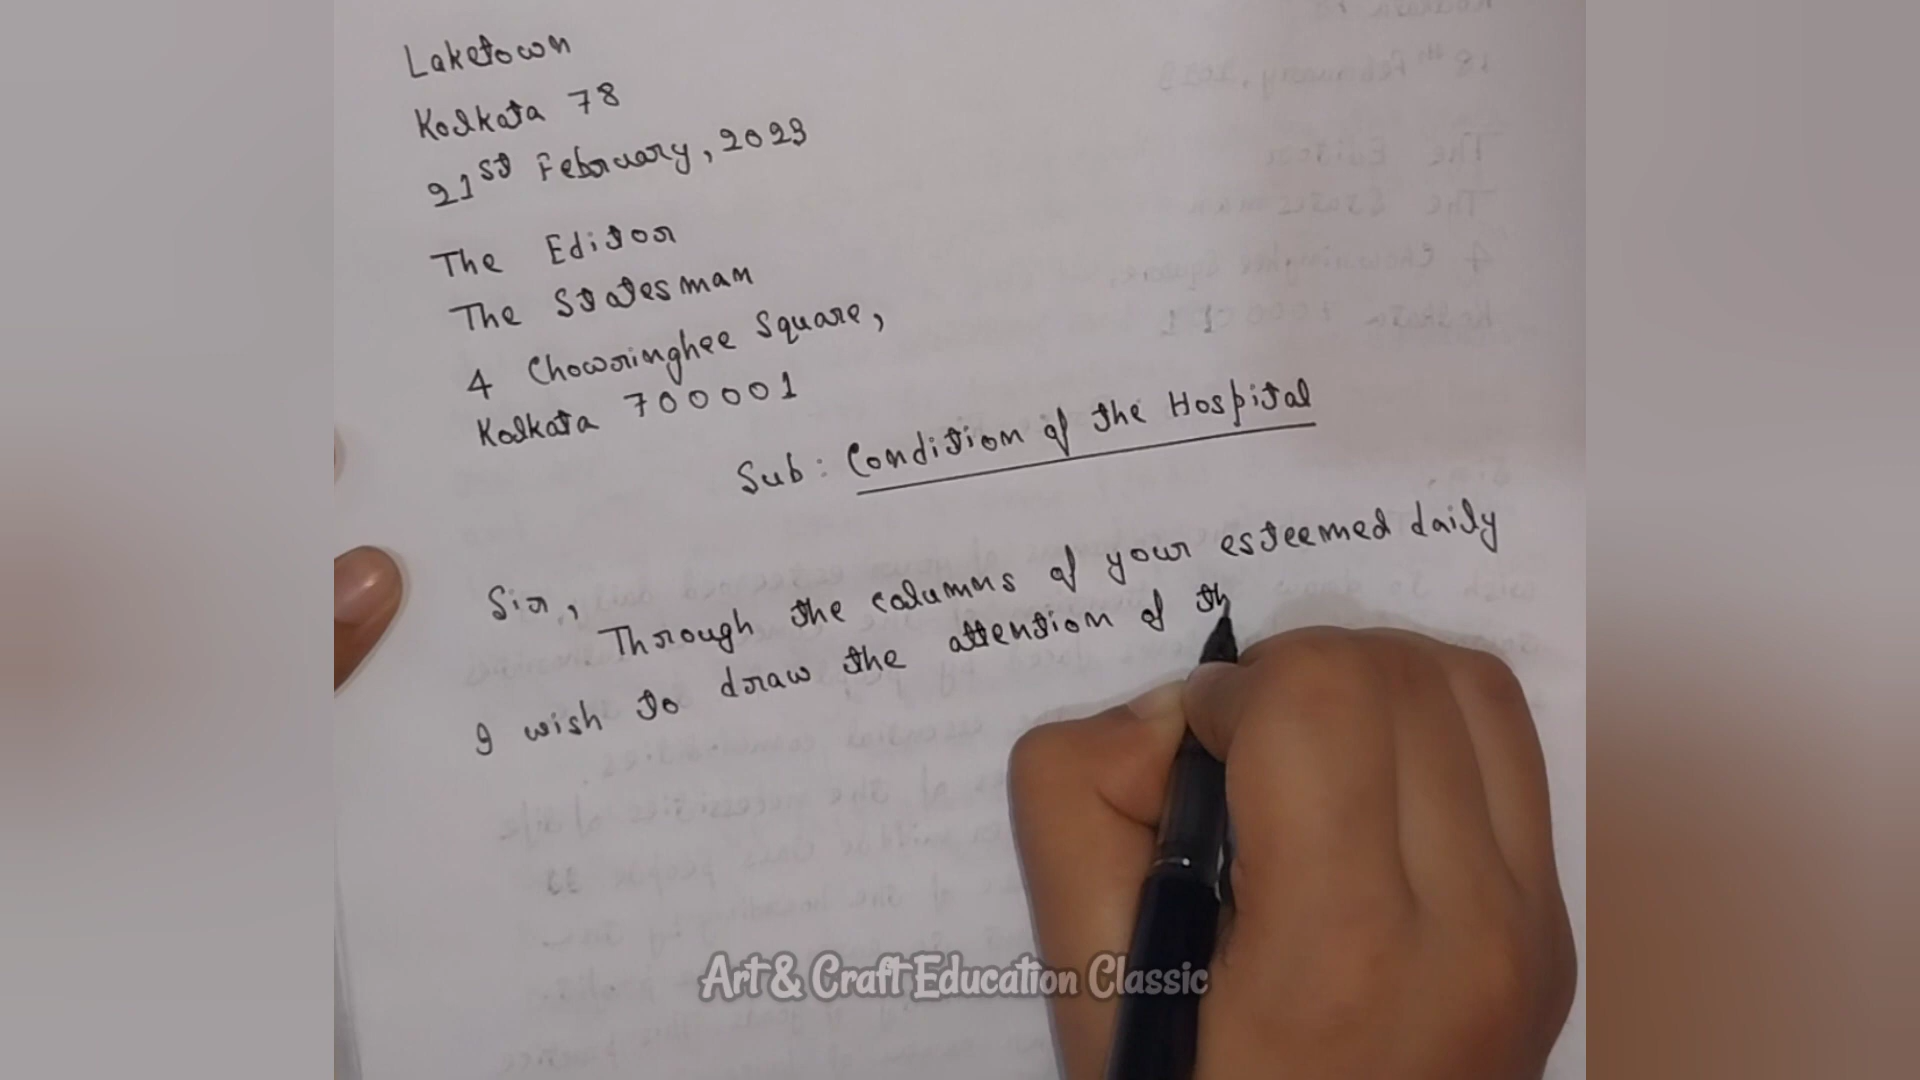 Laketown
Kolkata 78
21st February, 2023
The Editor
The Statesman
4 Chowringhee Square,
Kolkata 700001
Sub: Condition of the Hospital
Sir,
Through the columns of your esteemed daily
I wish to draw the attention of th
Art & Craft Education Classic